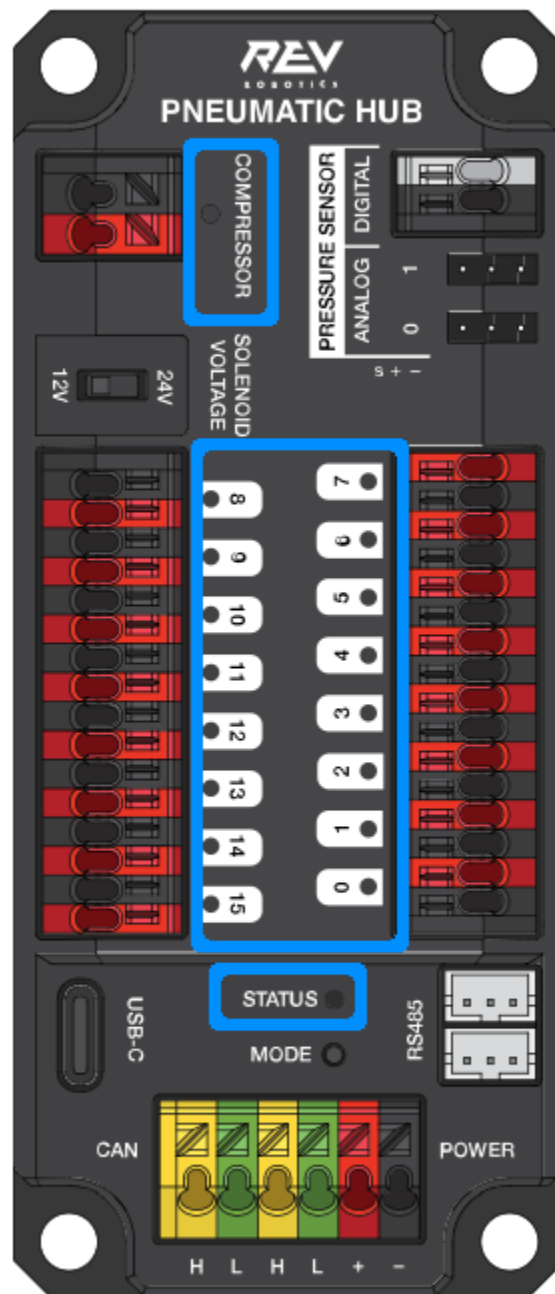 REV
ROBOTICS
PNEUMATIC HUB
COMPRESSOR
PRESSURE SENSOR
DIGITAL
ANALOG
1
0
S + -
SOLENOID
VOLTAGE
12V
24V
8
9
10
11
12
13
14
15
7
6
5
4
3
2
1
0
STATUS
MODE
USB-C
RS485
CAN
POWER
H L H L + -